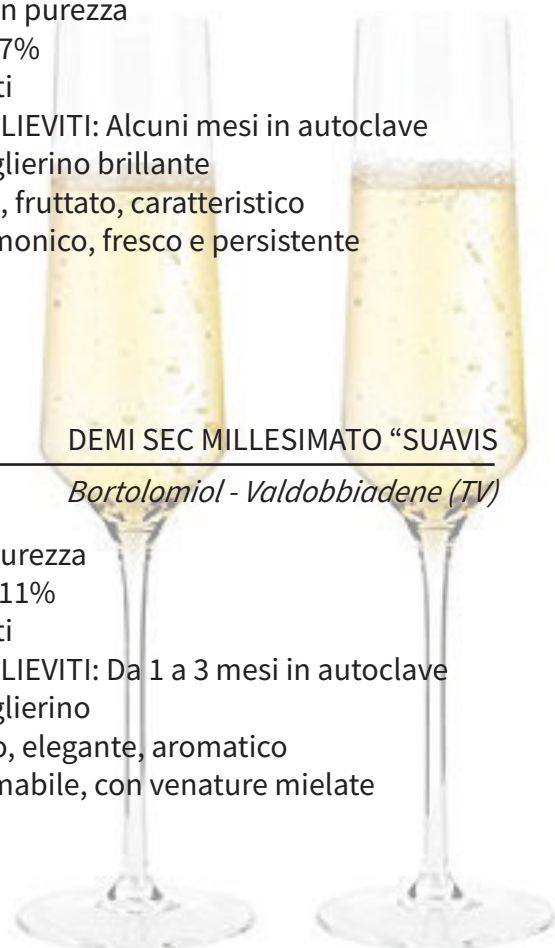 n purezza
7%
ti
LIEVITI: Alcuni mesi in autoclave
glierino brillante
, fruttato, caratteristico
monico, fresco e persistente
DEMI SEC MILLESIMATO “SUAVIS
Bortolomiol - Valdobbiadene (TV)
urezza
11%
ti
LIEVITI: Da 1 a 3 mesi in autoclave
glierino
o, elegante, aromatico
mabile, con venature mielate